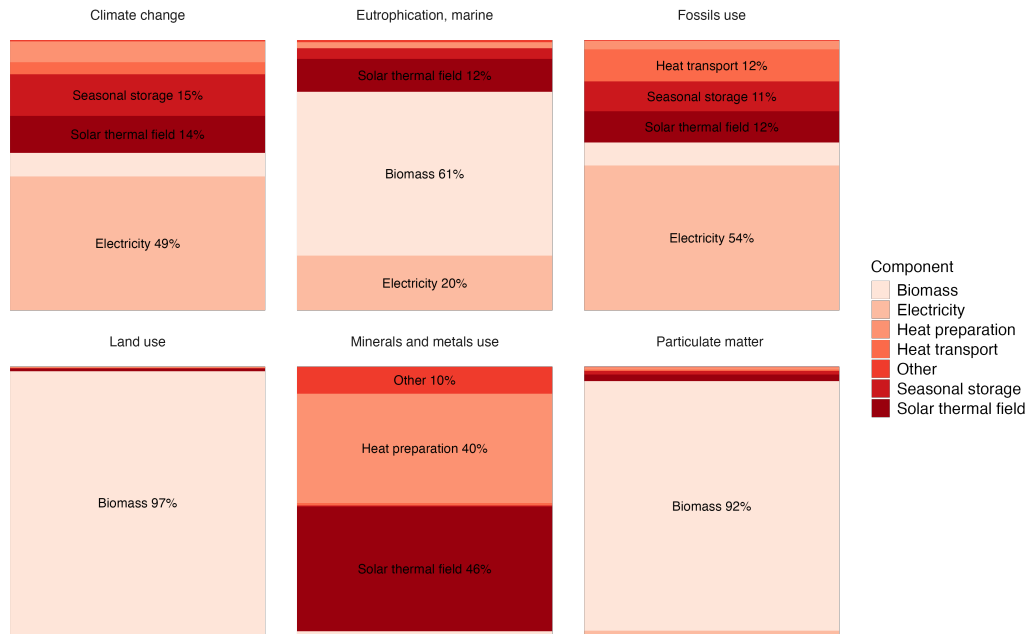 Climate change
Eutrophication, marine
Fossils use
Seasonal storage 15%
Solar thermal field 14%
Electricity 49%
Solar thermal field 12%
Biomass 61%
Electricity 20%
Heat transport 12%
Seasonal storage 11%
Solar thermal field 12%
Electricity 54%
Component
Biomass
Electricity
Heat preparation
Heat transport
Other
Seasonal storage
Solar thermal field
Land use
Minerals and metals use
Particulate matter
Biomass 97%
Other 10%
Heat preparation 40%
Solar thermal field 46%
Biomass 92%